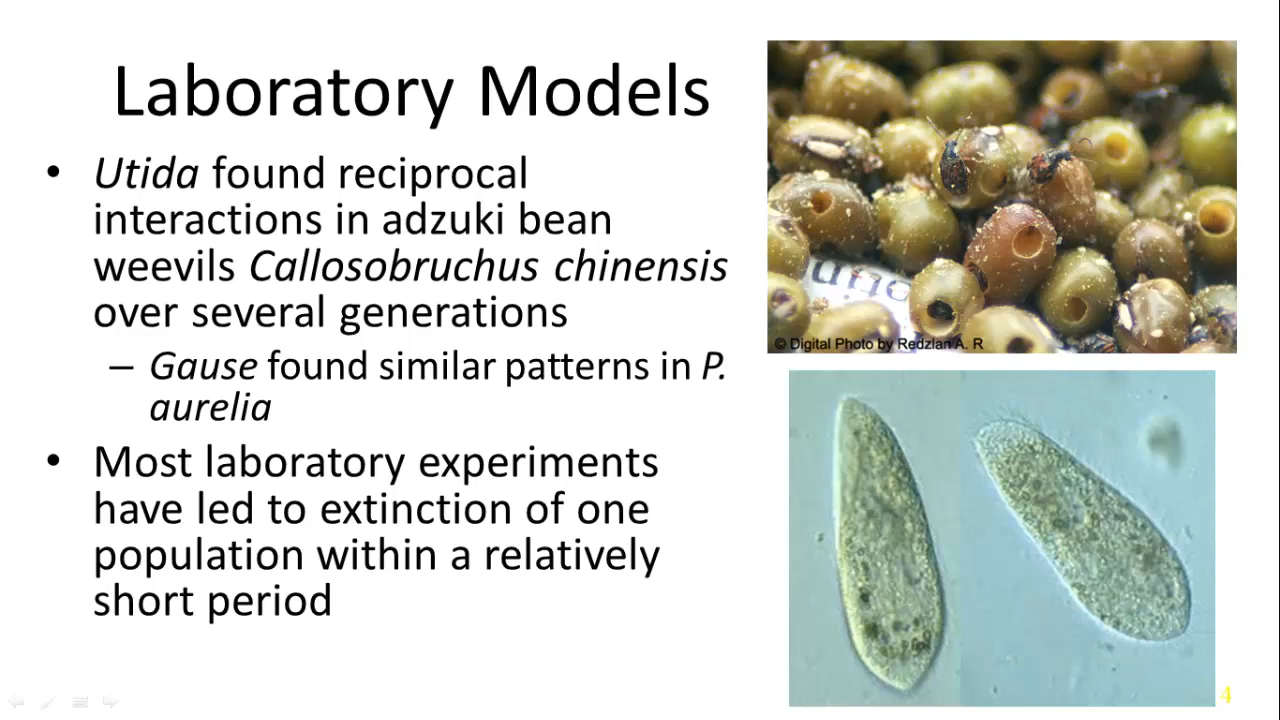 Laboratory Models
• Utida found reciprocal
interactions in adzuki bean
weevils Callosobruchus chinensis
over several generations
– Gause found similar patterns in P.
aurelia
• Most laboratory experiments
have led to extinction of one
population within a relatively
short period
© Digital Photo by Redzlan A. R
4